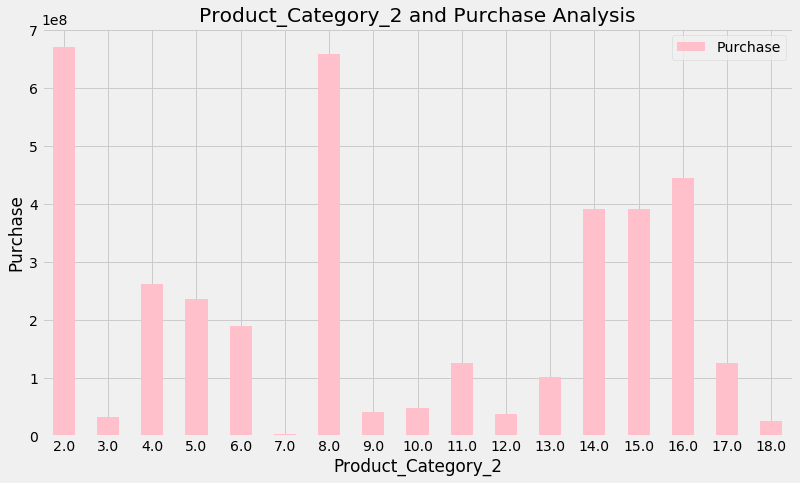 Product_Category_2 and Purchase Analysis
1e8
Purchase
7
6
5
4
3
2
1
0
Purchase
2.0 3.0 4.0 5.0 6.0 7.0 8.0 9.0 10.0 11.0 12.0 13.0 14.0 15.0 16.0 17.0 18.0
Product_Category_2